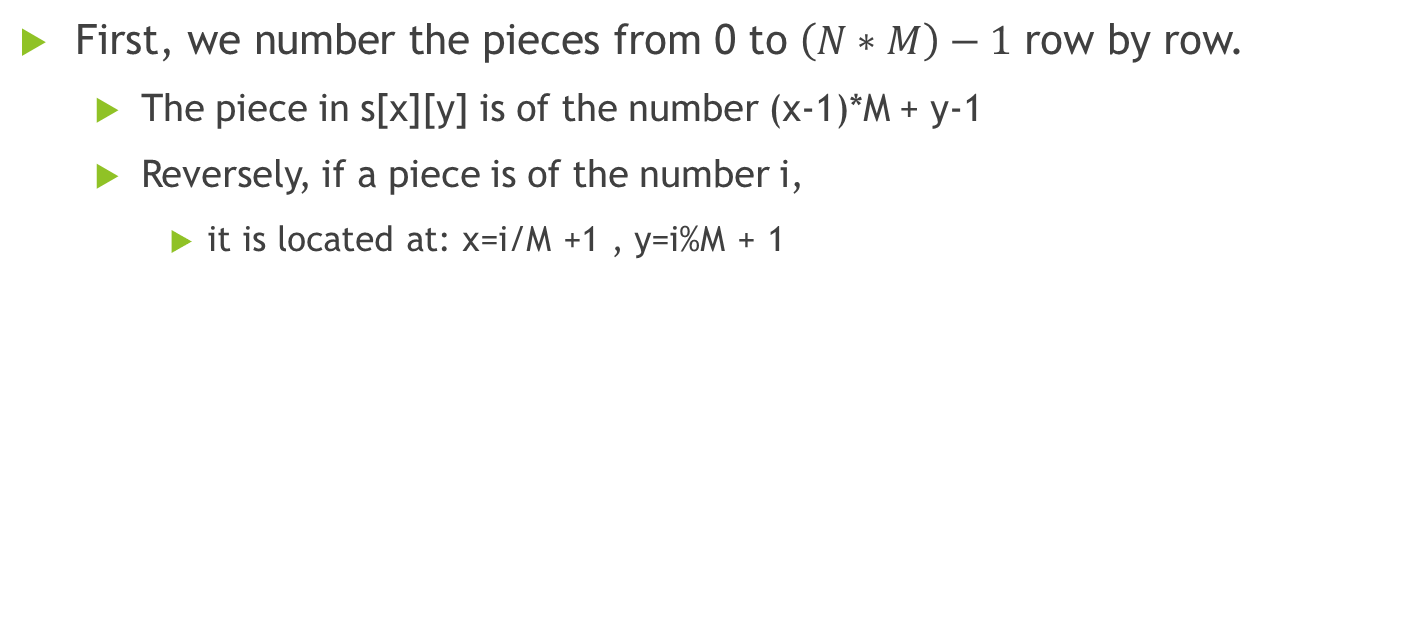 First, we number the pieces from 0 to (N * M) − 1 row by row.
The piece in s[x][y] is of the number (x-1)*M + y-1
Reversely, if a piece is of the number i,
it is located at: x=i/M +1 , y=i%M + 1